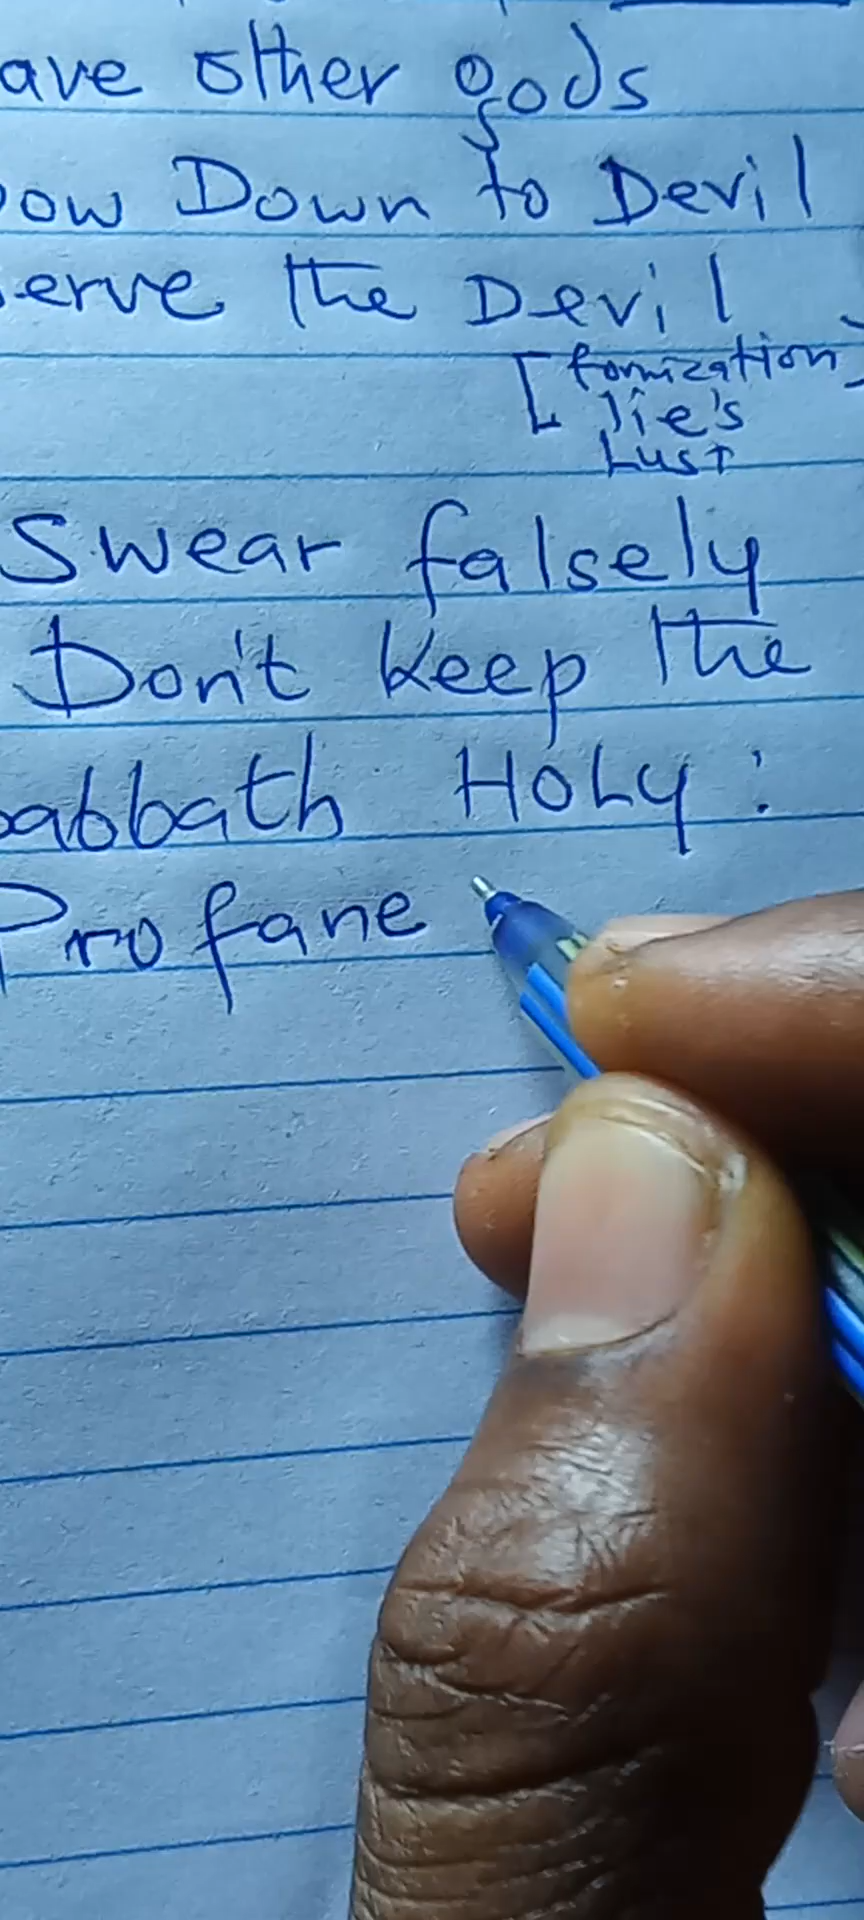 ave other gods
ow Down to Devil
erve the Devil
[fornization]
lie's
Lust
Swear falsely
Don't Keep the
abbath HOLy:
Profane